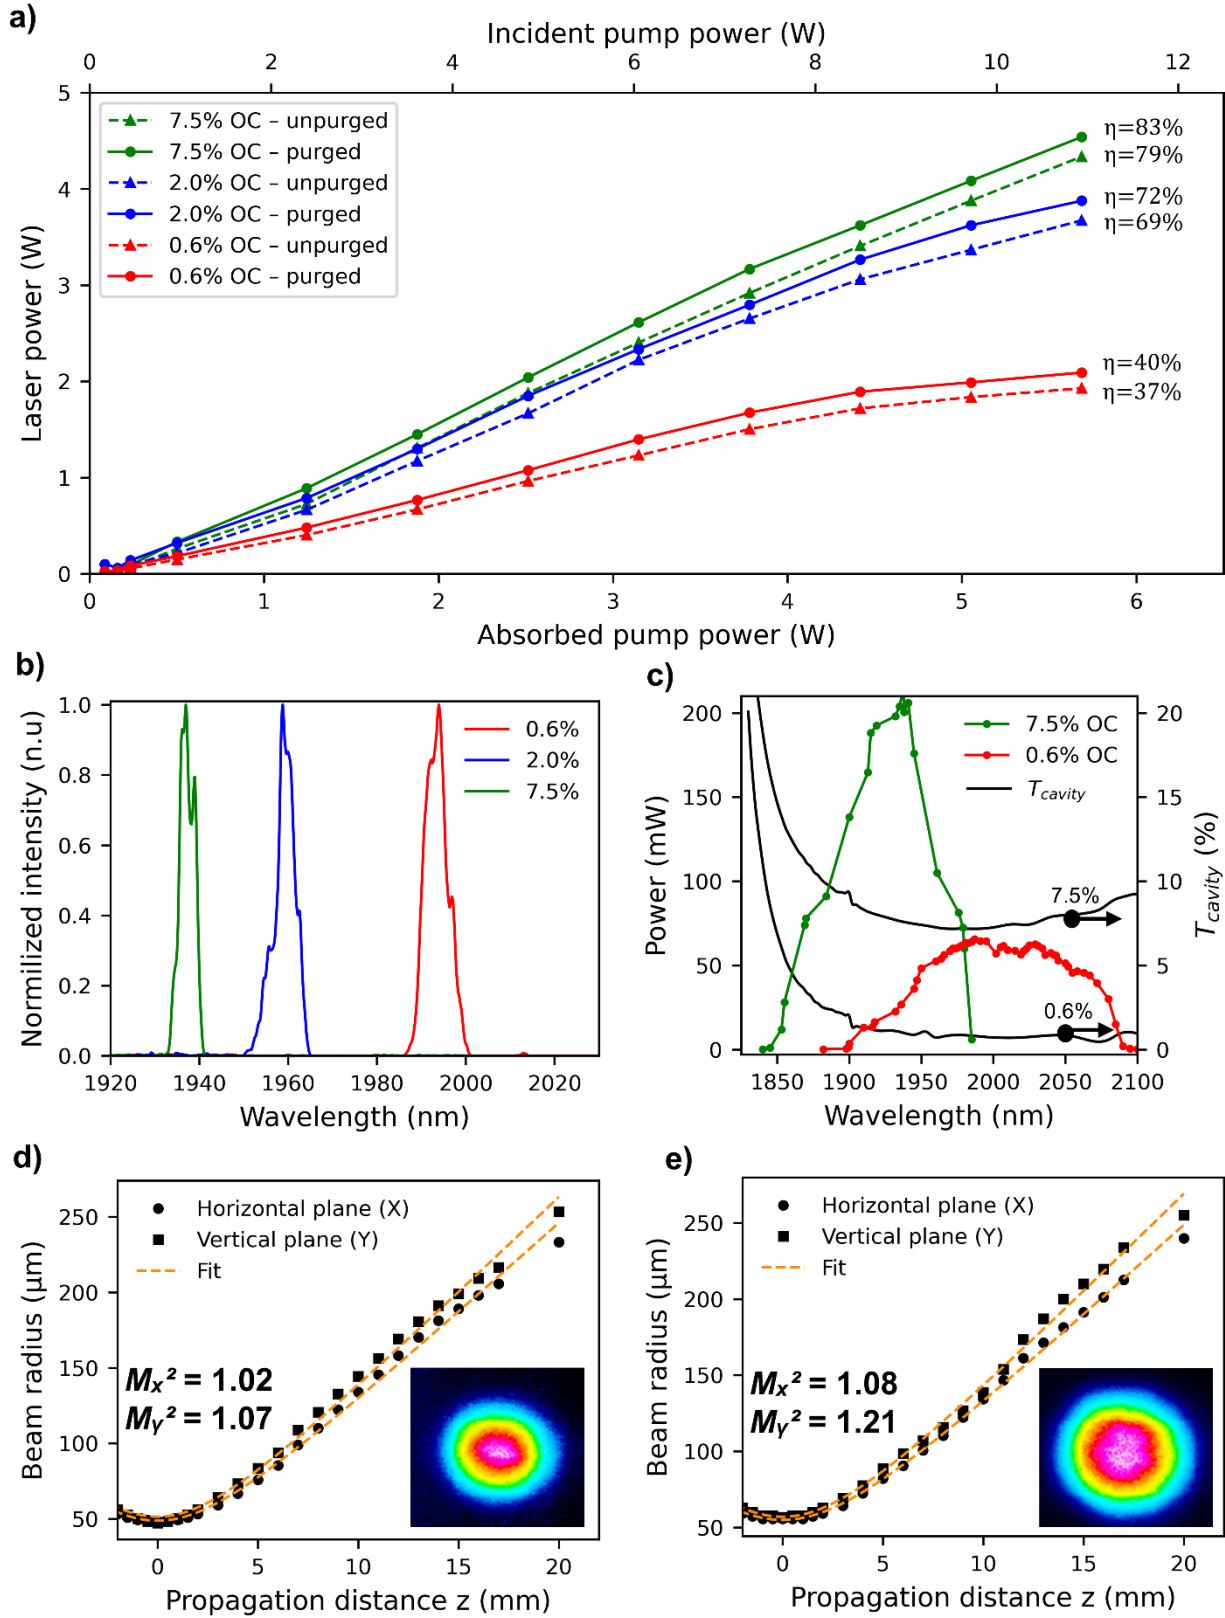 a)
Incident pump power (W)
0 2 4 6 8 10 12
5
4
3
2
1
0
Laser power (W)
7.5% OC – unpurged
7.5% OC – purged
2.0% OC – unpurged
2.0% OC – purged
0.6% OC – unpurged
0.6% OC – purged
η=83%
η=79%
η=72%
η=69%
η=40%
η=37%
0 1 2 3 4 5 6
Absorbed pump power (W)
b)
1.0
0.8
0.6
0.4
0.2
0.0
Normilized intensity (n.u)
0.6%
2.0%
7.5%
1920 1940 1960 1980 2000 2020
Wavelength (nm)
c)
200
150
100
50
0
Power (mW)
7.5% OC
0.6% OC
T_cavity
7.5%
0.6%
20
15
10
5
0
T_cavity (%)
1850 1900 1950 2000 2050 2100
Wavelength (nm)
d)
250
200
150
100
50
Beam radius (μm)
Horizontal plane (X)
Vertical plane (Y)
Fit
Mx² = 1.02
MY² = 1.07
0 5 10 15 20
Propagation distance z (mm)
e)
250
200
150
100
50
Beam radius (μm)
Horizontal plane (X)
Vertical plane (Y)
Fit
Mx² = 1.08
MY² = 1.21
0 5 10 15 20
Propagation distance z (mm)